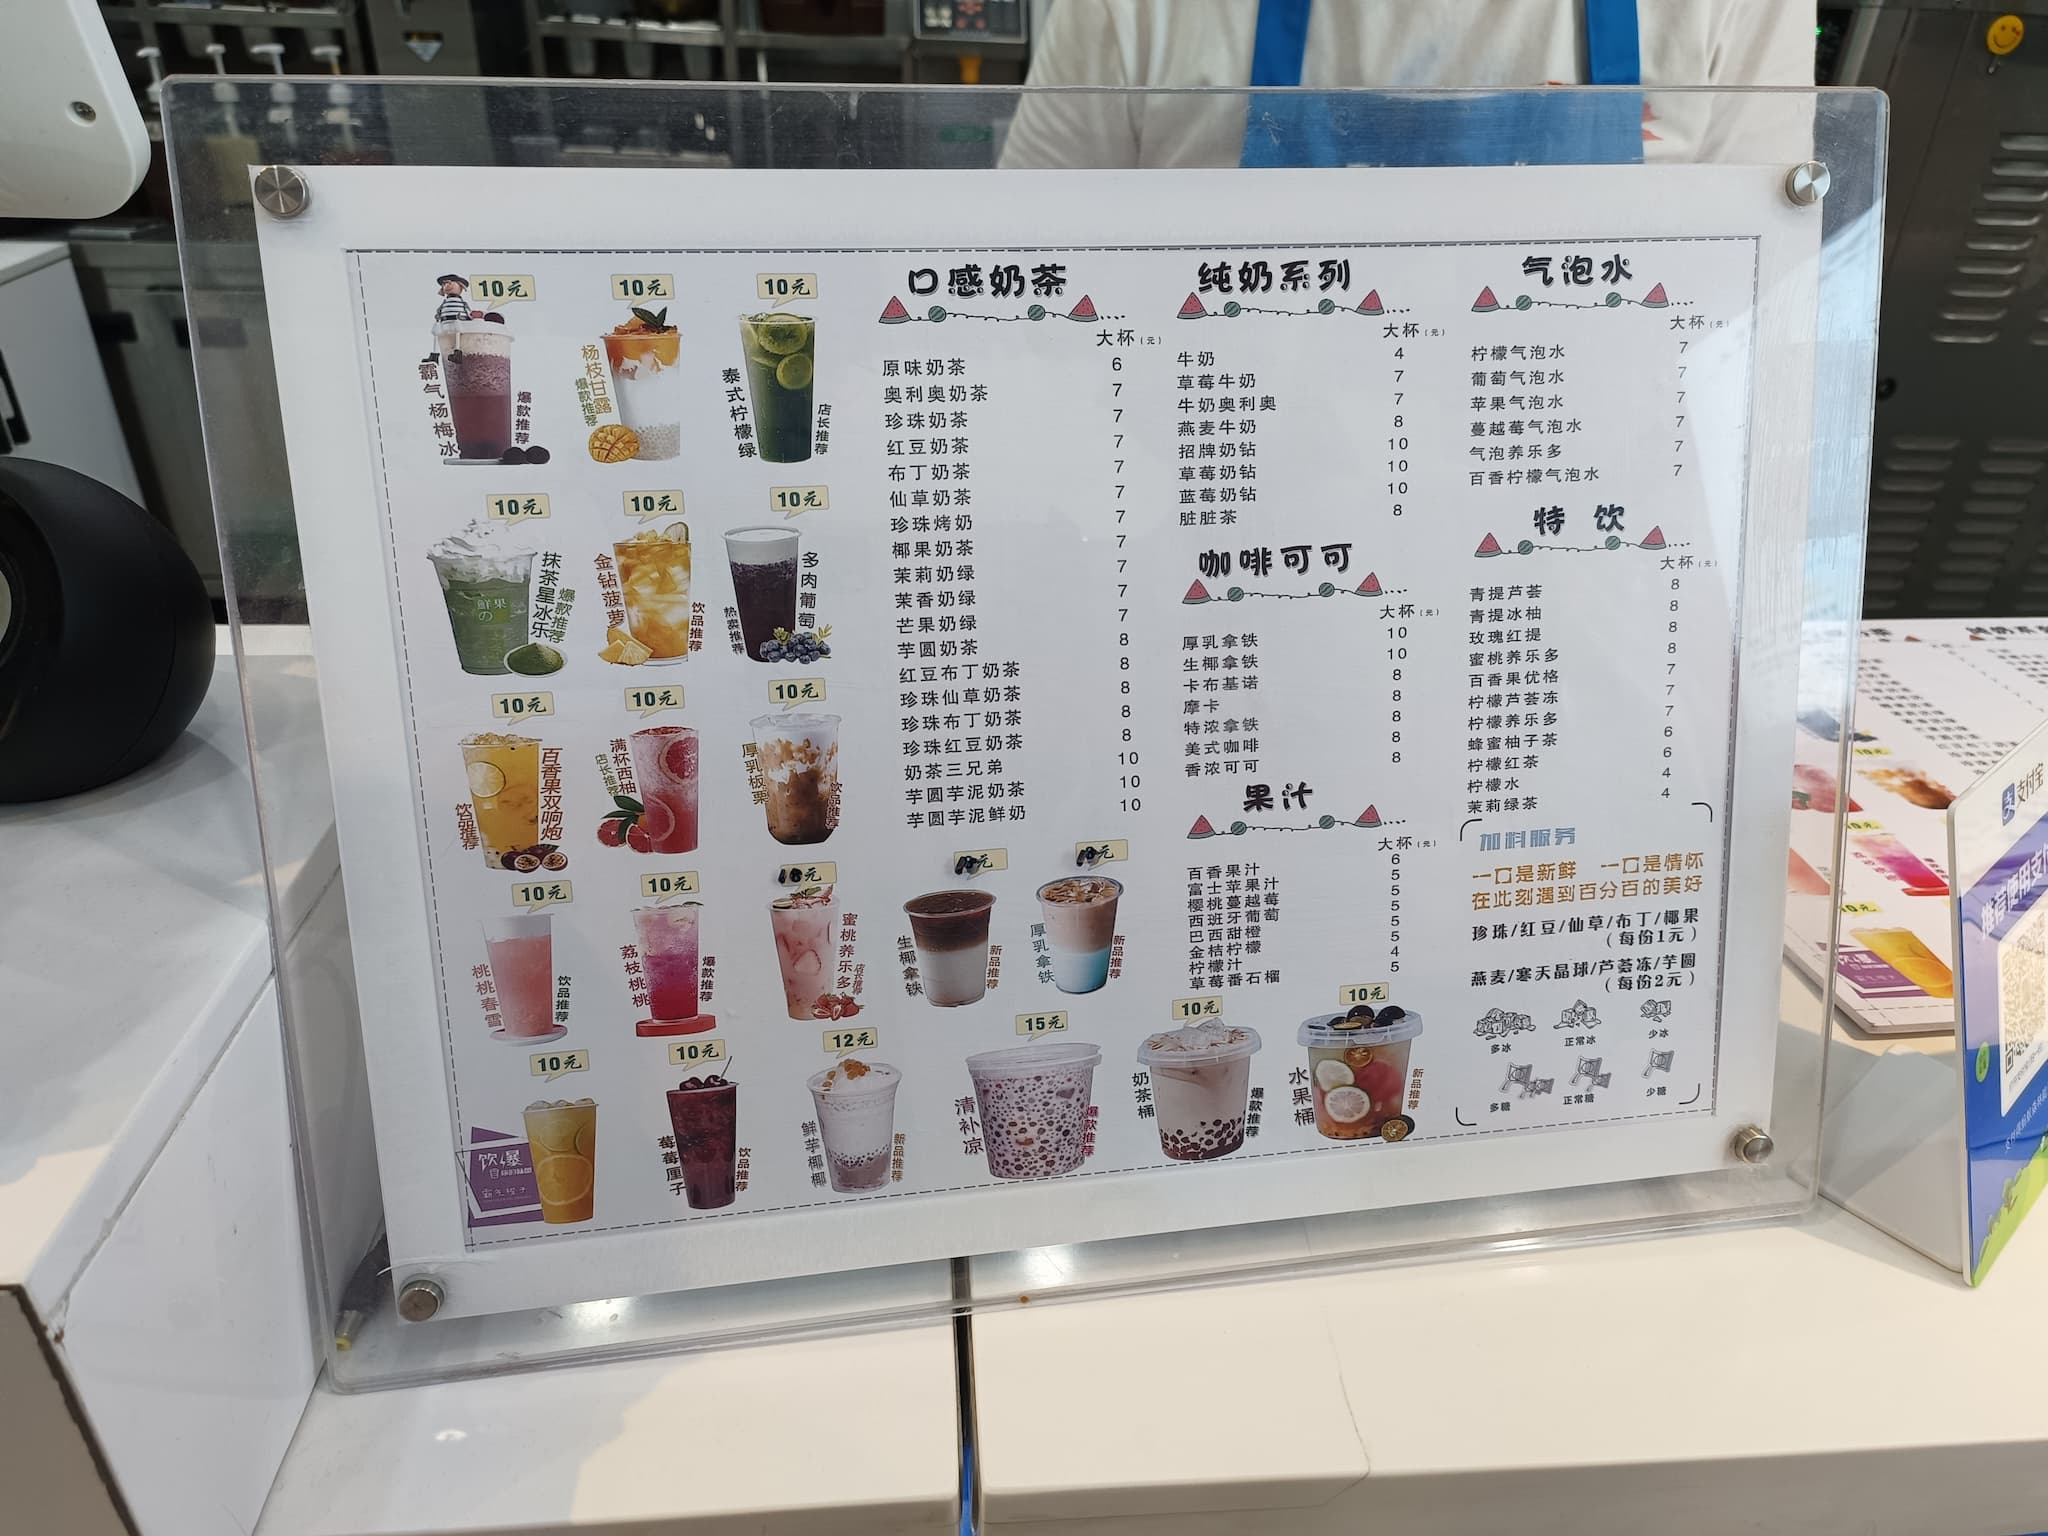 10元
霸气杨梅冰
爆款推荐
10元
杨枝甘露
爆款推荐
10元
泰式柠檬绿
店长推荐
10元
抹茶星冰乐
爆款推荐
鲜果の
10元
金钻菠萝
饮品推荐
10元
多肉葡萄
热卖推荐
10元
百香果双响炮
饮品推荐
10元
满杯西柚
店长推荐
10元
厚乳板栗
饮品推荐
10元
桃桃春雪
饮品推荐
10元
荔枝桃桃
爆款推荐
蜜桃养乐多
店长推荐
生椰拿铁
新品推荐
厚乳拿铁
新品推荐
10元
饮爆
霸气橙子
10元
莓莓厘子
饮品推荐
12元
鲜芋椰椰
新品推荐
15元
清补凉
爆款推荐
10元
奶茶桶
爆款推荐
10元
水果桶
新品推荐
口感奶茶
大杯(元)
原味奶茶 6
奥利奥奶茶 7
珍珠奶茶 7
红豆奶茶 7
布丁奶茶 7
仙草奶茶 7
珍珠烤奶 7
椰果奶茶 7
茉莉奶绿 7
茉香奶绿 7
芒果奶绿 7
芋圆奶茶 8
红豆布丁奶茶 8
珍珠仙草奶茶 8
珍珠布丁奶茶 8
珍珠红豆奶茶 8
奶茶三兄弟 10
芋圆芋泥奶茶 10
芋圆芋泥鲜奶 10
纯奶系列
大杯(元)
牛奶 4
草莓牛奶 7
牛奶奥利奥 7
燕麦牛奶 8
招牌奶钻 10
草莓奶钻 10
蓝莓奶钻 10
脏脏茶 8
咖啡可可
大杯(元)
厚乳拿铁 10
生椰拿铁 10
卡布基诺 8
摩卡 8
特浓拿铁 8
美式咖啡 8
香浓可可 8
果汁
大杯(元)
百香果汁 6
富士苹果汁 5
樱桃蔓越莓 5
西班牙葡萄 5
巴西甜橙 5
金桔柠檬 5
柠檬汁 4
草莓番石榴 5
气泡水
大杯(元)
柠檬气泡水 7
葡萄气泡水 7
苹果气泡水 7
蔓越莓气泡水 7
气泡养乐多 7
百香柠檬气泡水 7
特饮
大杯(元)
青提芦荟 8
青提冰柚 8
玫瑰红提 8
蜜桃养乐多 8
百香果优格 7
柠檬芦荟冻 7
柠檬养乐多 7
蜂蜜柚子茶 6
柠檬红茶 6
柠檬水 4
茉莉绿茶 4
加料服务
一口是新鲜 一口是情怀
在此刻遇到百分百的美好
珍珠/红豆/仙草/布丁/椰果
(每份1元)
燕麦/寒天晶球/芦荟冻/芋圆
(每份2元)
多冰 正常冰 少冰
多糖 正常糖 少糖
支付宝
推荐使用支付